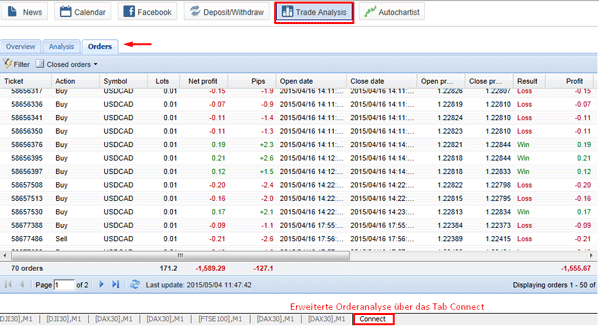 News Calendar Facebook Deposit/Withdraw Trade Analysis Autochartist
Overview Analysis Orders
Filter Closed orders
Ticket Action Symbol Lots Net profit Pips Open date Close date Open pr... Close pr... Result Profit
58656317 Buy USDCAD 0.01 -0.15 -1.9 2015/04/16 14:11:... 2015/04/16 14:11:... 1.22826 1.22807 Loss -0.15
58656336 Buy USDCAD 0.01 -0.07 -0.9 2015/04/16 14:11:... 2015/04/16 14:11:... 1.22819 1.22810 Loss -0.07
58656341 Buy USDCAD 0.01 -0.11 -1.4 2015/04/16 14:11:... 2015/04/16 14:11:... 1.22824 1.22810 Loss -0.11
58656350 Buy USDCAD 0.01 -0.11 -1.3 2015/04/16 14:11:... 2015/04/16 14:11:... 1.22823 1.22810 Loss -0.11
58656376 Buy USDCAD 0.01 0.19 +2.3 2015/04/16 14:11:... 2015/04/16 14:14:... 1.22821 1.22844 Win 0.19
58656395 Buy USDCAD 0.01 0.21 +2.6 2015/04/16 14:12:... 2015/04/16 14:14:... 1.22818 1.22844 Win 0.21
58656397 Buy USDCAD 0.01 0.12 +1.5 2015/04/16 14:12:... 2015/04/16 14:14:... 1.22818 1.22833 Win 0.12
58657508 Buy USDCAD 0.01 -0.20 -2.4 2015/04/16 14:22:... 2015/04/16 14:22:... 1.22822 1.22798 Loss -0.20
58657513 Buy USDCAD 0.01 -0.16 -2.0 2015/04/16 14:22:... 2015/04/16 14:22:... 1.22818 1.22798 Loss -0.16
58657530 Buy USDCAD 0.01 0.17 +2.1 2015/04/16 14:22:... 2015/04/16 14:23:... 1.22813 1.22834 Win 0.17
58677388 Buy USDCAD 0.01 -0.09 -1.1 2015/04/16 17:55:... 2015/04/16 17:55:... 1.22384 1.22373 Loss -0.09
58677486 Sell USDCAD 0.01 -0.21 -2.6 2015/04/16 17:56:... 2015/04/16 17:56:... 1.22389 1.22415 Loss -0.21
70 orders 171.2 -1,589.29 -127.1 -1,555.67
Page 1 of 2 Last update: 2015/05/04 11:47:42 Displaying orders 1 - 50 of
Erweiterte Orderanalyse über das Tab Connect
[DJI30],M1 [DJI30],M1 [DAX30],M1 [DAX30],M1 [FTSE100],M1 [DAX30],M1 [DAX30],M1 Connect